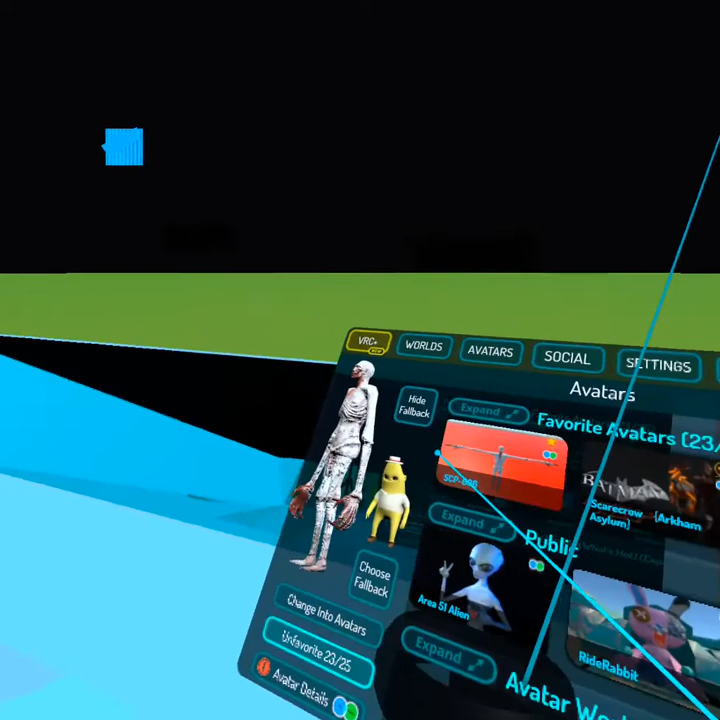 VRC+
WORLDS
AVATARS
SOCIAL
SETTINGS
Avatars
Hide
Fallback
Expand
Favorite Avatars (23/
SCP-096
BATMAN
Scarecrow (Arkham
Asylum)
Expand
Public
Choose
Fallback
Area 51 Alien
RideRabbit
Change Into Avatars
Unfavorite 23/25
Expand
Avatar Details
Avatar Wo